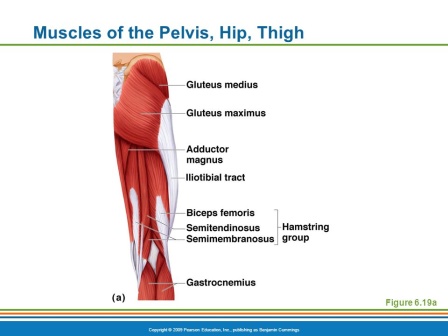 Muscles of the Pelvis, Hip, Thigh
Gluteus medius
Gluteus maximus
Adductor
magnus
Iliotibial tract
Biceps femoris
Semitendinosus
Semimembranosus
Hamstring
group
Gastrocnemius
(a)
Figure 6.19a
Copyright © 2009 Pearson Education, Inc., publishing as Benjamin Cummings